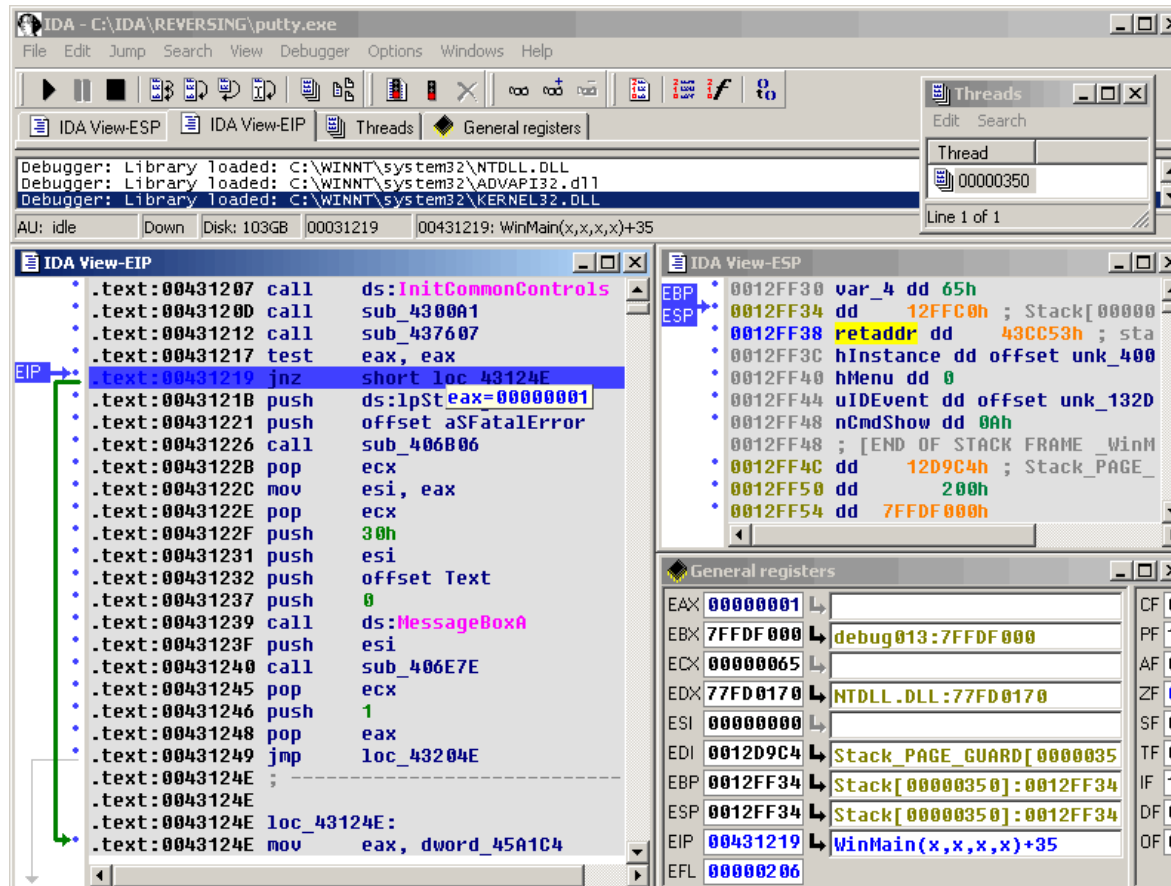 IDA - C:\IDA\REVERSING\putty.exe
File Edit Jump Search View Debugger Options Windows Help
IDA View-ESP IDA View-EIP Threads General registers
Debugger: Library loaded: C:\WINNT\system32\NTDLL.DLL
Debugger: Library loaded: C:\WINNT\system32\ADVAPI32.dll
Debugger: Library loaded: C:\WINNT\system32\KERNEL32.DLL
AU: idle Down Disk: 103GB 00031219 00431219: WinMain(x,x,x,x)+35
Threads
Edit Search
Thread
00000350
Line 1 of 1
IDA View-EIP
.text:00431207 call ds:InitCommonControls
.text:0043120D call sub_4300A1
.text:00431212 call sub_437607
.text:00431217 test eax, eax
EIP
.text:00431219 jnz short loc_43124E
.text:0043121B push ds:lpSt
eax=00000001
.text:00431221 push offset aSFatalError
.text:00431226 call sub_406B06
.text:0043122B pop ecx
.text:0043122C mov esi, eax
.text:0043122E pop ecx
.text:0043122F push 30h
.text:00431231 push esi
.text:00431232 push offset Text
.text:00431237 push 0
.text:00431239 call ds:MessageBoxA
.text:0043123F push esi
.text:00431240 call sub_406E7E
.text:00431245 pop ecx
.text:00431246 push 1
.text:00431248 pop eax
.text:00431249 jmp loc_43204E
.text:0043124E ; ---------------------------
.text:0043124E
.text:0043124E loc_43124E:
.text:0043124E mov eax, dword_45A1C4
IDA View-ESP
EBP
ESP
0012FF30 var_4 dd 65h
0012FF34 dd 12FFC0h ; Stack[00000
0012FF38 retaddr dd 43CC53h ; sta
0012FF3C hInstance dd offset unk_400
0012FF40 hMenu dd 0
0012FF44 uIDEvent dd offset unk_132D
0012FF48 nCmdShow dd 0Ah
0012FF48 ; [END OF STACK FRAME _WinM
0012FF4C dd 12D9C4h ; Stack_PAGE_
0012FF50 dd 200h
0012FF54 dd 7FFDF000h
General registers
EAX 00000001
EBX 7FFDF000 debug013:7FFDF000
ECX 00000065
EDX 77FD0170 NTDLL.DLL:77FD0170
ESI 00000000
EDI 0012D9C4 Stack_PAGE_GUARD[0000035
EBP 0012FF34 Stack[00000350]:0012FF34
ESP 0012FF34 Stack[00000350]:0012FF34
EIP 00431219 WinMain(x,x,x,x)+35
EFL 00000206
CF
PF
AF
ZF
SF
TF
IF
DF
OF